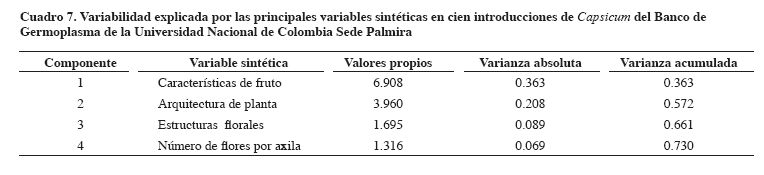 Cuadro 7. Variabilidad explicada por las principales variables sintéticas en cien introducciones de Capsicum del Banco de
Germoplasma de la Universidad Nacional de Colombia Sede Palmira
Componente Variable sintética Valores propios Varianza absoluta Varianza acumulada
1 Características de fruto 6.908 0.363 0.363
2 Arquitectura de planta 3.960 0.208 0.572
3 Estructuras florales 1.695 0.089 0.661
4 Número de flores por axila 1.316 0.069 0.730